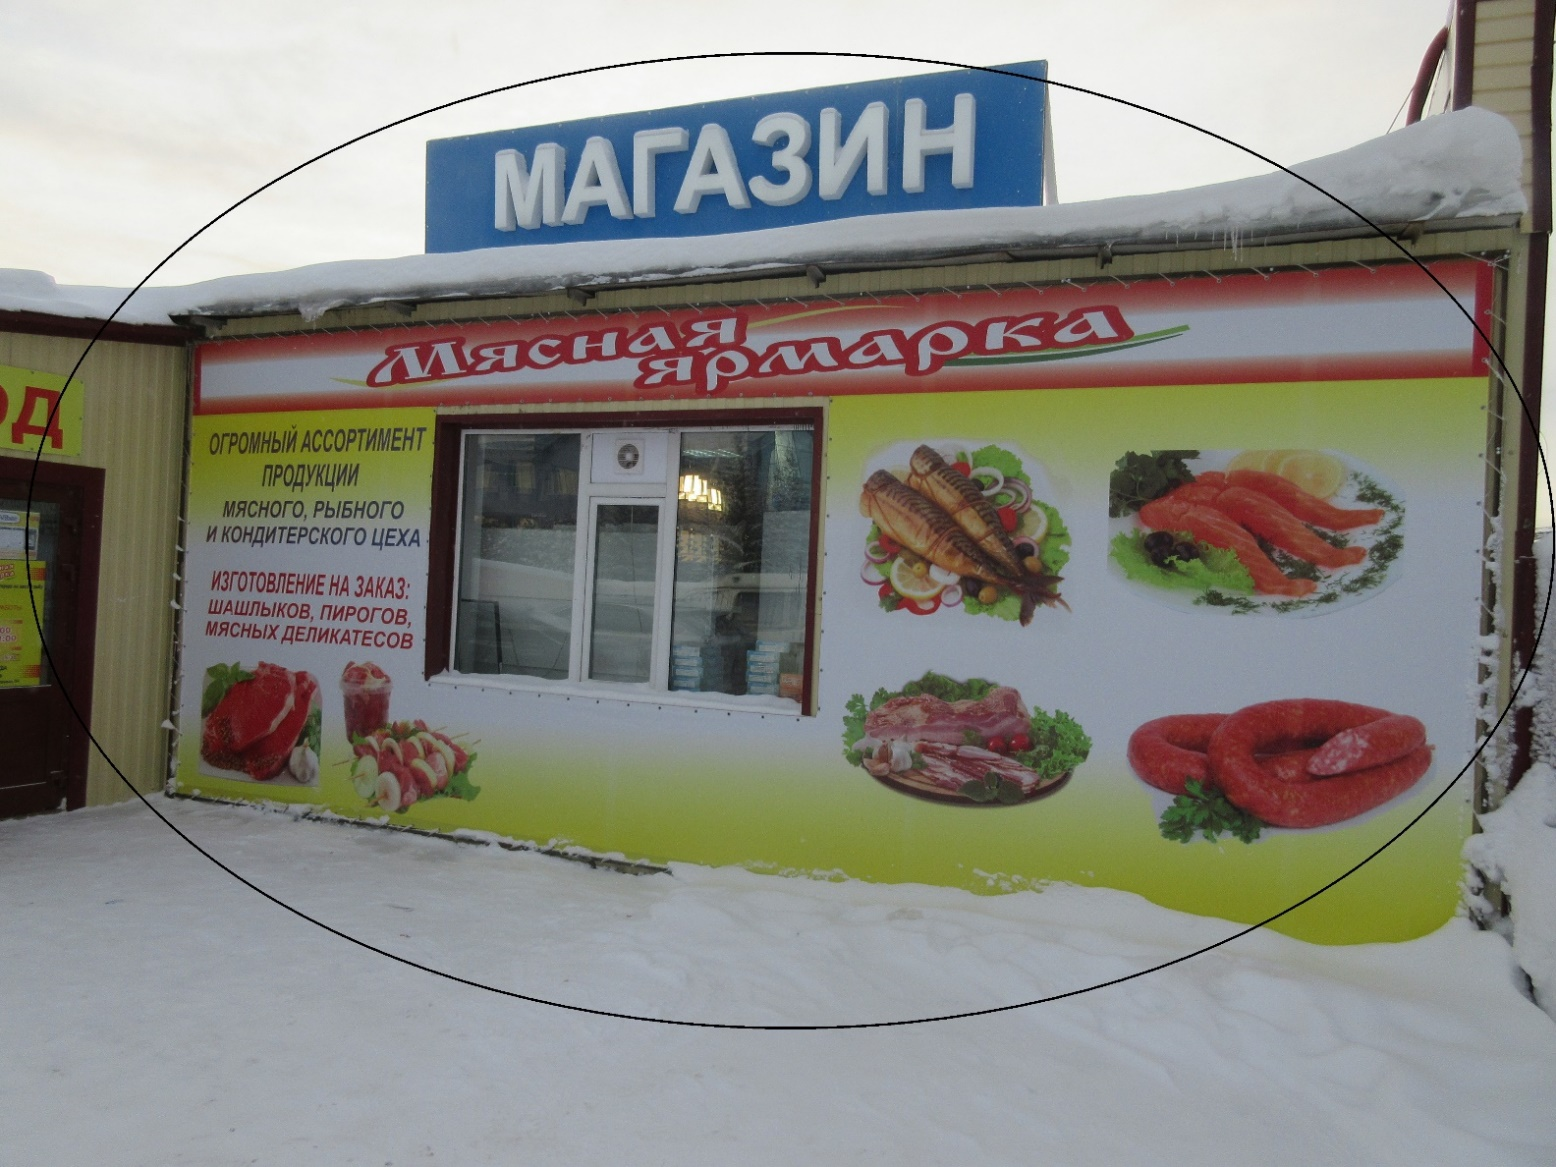 МАГАЗИН
Мясная
ярмарка
ОГРОМНЫЙ АССОРТИМЕНТ
ПРОДУКЦИИ
МЯСНОГО, РЫБНОГО
И КОНДИТЕРСКОГО ЦЕХА
ИЗГОТОВЛЕНИЕ НА ЗАКАЗ:
ШАШЛЫКОВ, ПИРОГОВ,
МЯСНЫХ ДЕЛИКАТЕСОВ